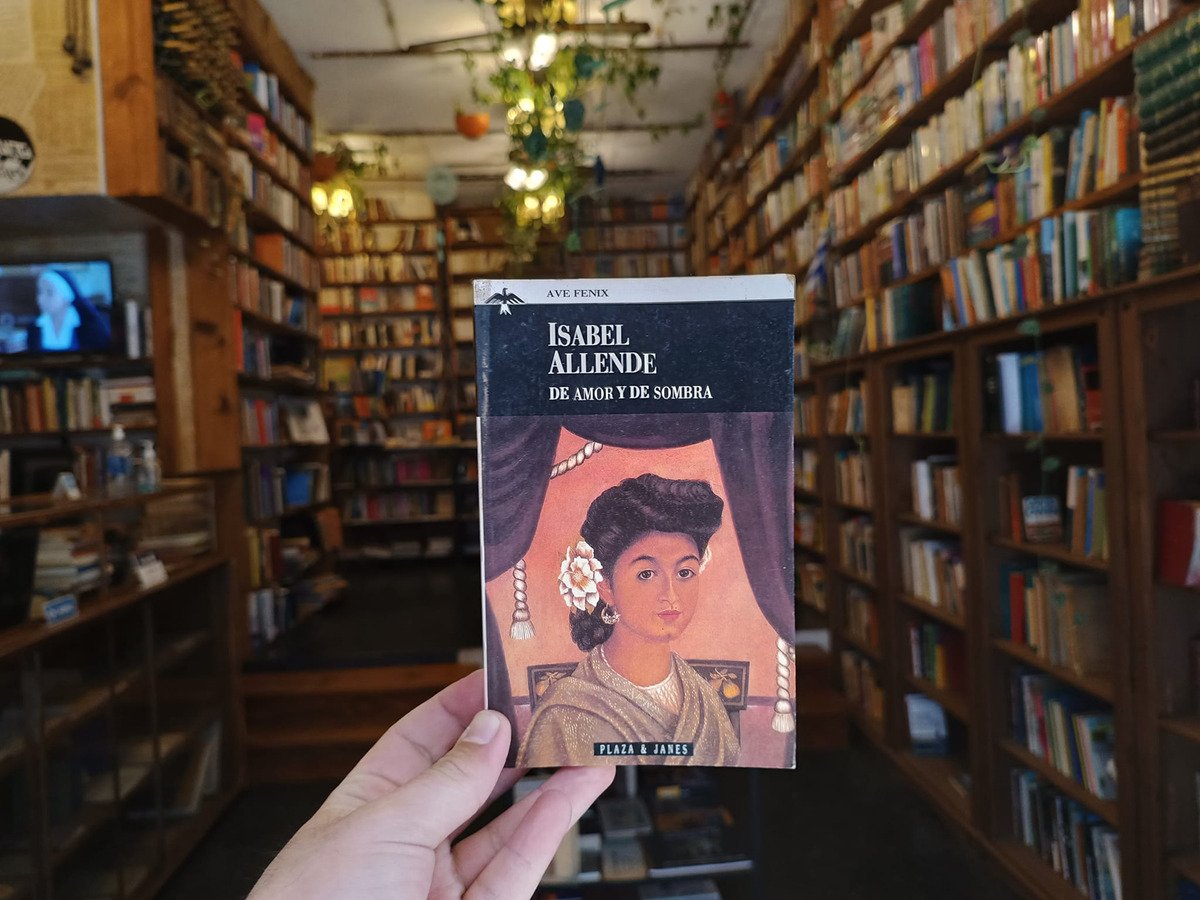 AVE FENIX
ISABEL
ALLENDE
DE AMOR Y DE SOMBRA
PLAZA & JANES